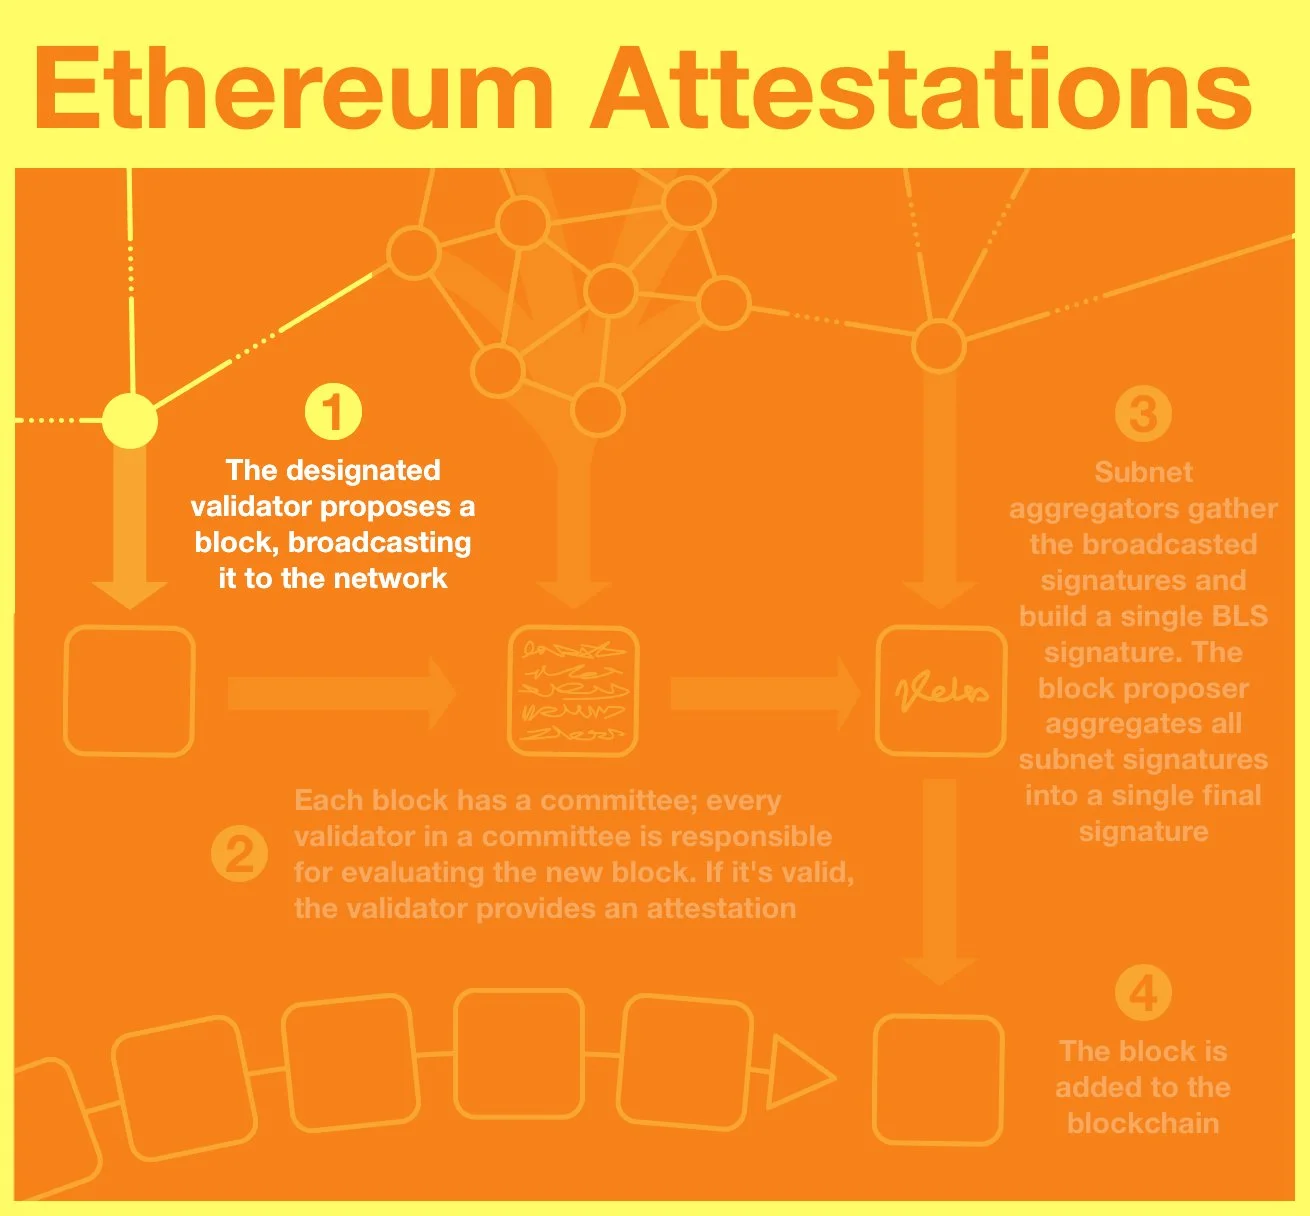 Ethereum Attestations
1
The designated
validator proposes a
block, broadcasting
it to the network
2
Each block has a committee; every
validator in a committee is responsible
for evaluating the new block. If it's valid,
the validator provides an attestation
3
Subnet
aggregators gather
the broadcasted
signatures and
build a single BLS
signature. The
block proposer
aggregates all
subnet signatures
into a single final
signature
4
The block is
added to the
blockchain